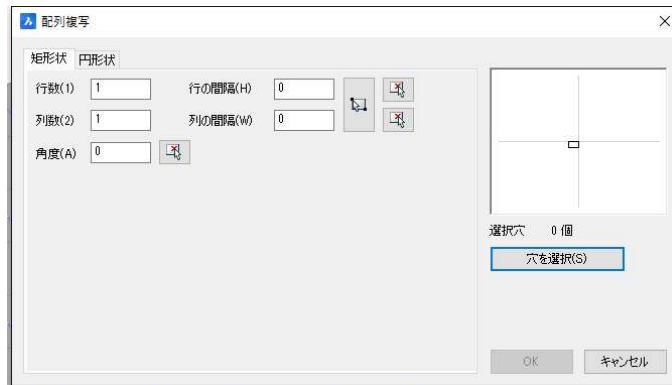 配列複写
矩形状 円形状
行数(1) 1 行の間隔(H) 0
列数(2) 1 列の間隔(W) 0
角度(A) 0
選択穴 0 個
穴を選択(S)
OK キャンセル